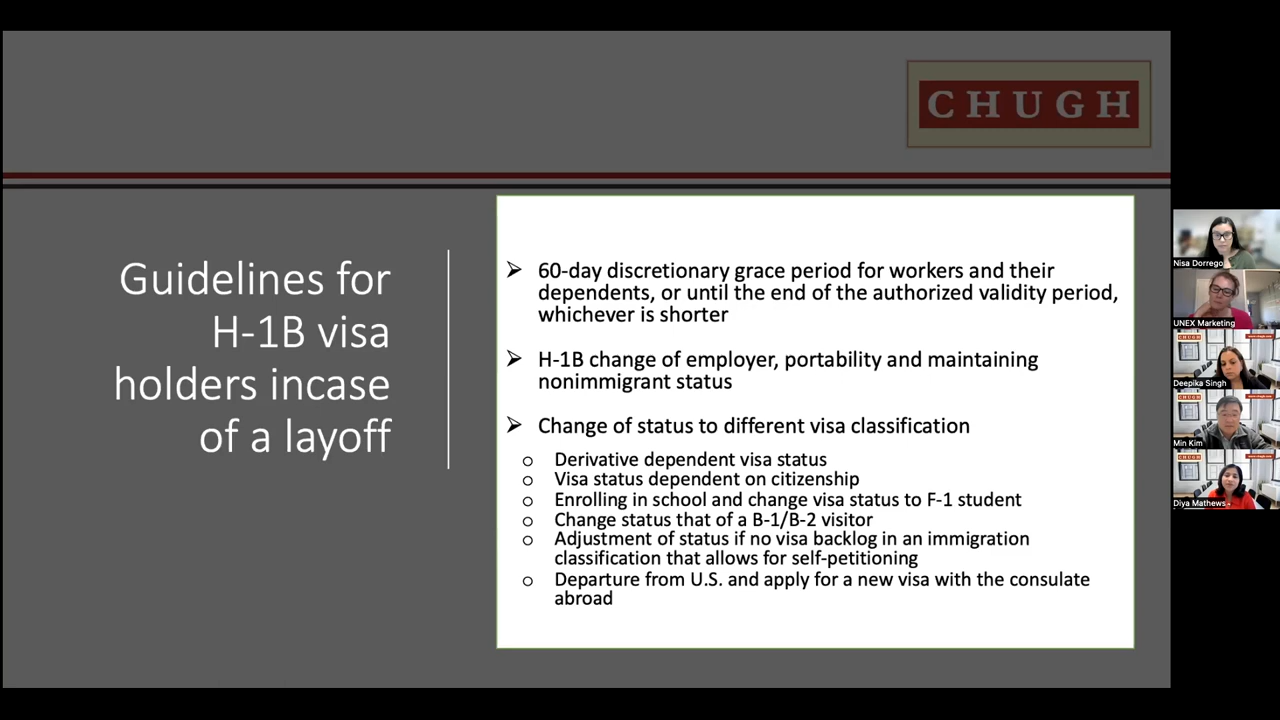 CHUGH
Guidelines for
H-1B visa
holders incase
of a layoff
➢ 60-day discretionary grace period for workers and their
dependents, or until the end of the authorized validity period,
whichever is shorter
➢ H-1B change of employer, portability and maintaining
nonimmigrant status
➢ Change of status to different visa classification
o Derivative dependent visa status
o Visa status dependent on citizenship
o Enrolling in school and change visa status to F-1 student
o Change status that of a B-1/B-2 visitor
o Adjustment of status if no visa backlog in an immigration
classification that allows for self-petitioning
o Departure from U.S. and apply for a new visa with the consulate
abroad
Nisa Dorrego
UNEX Marketing
CHUGH
Deepika Singh
CHUGH
Min Kim
CHUGH
Diya Mathews